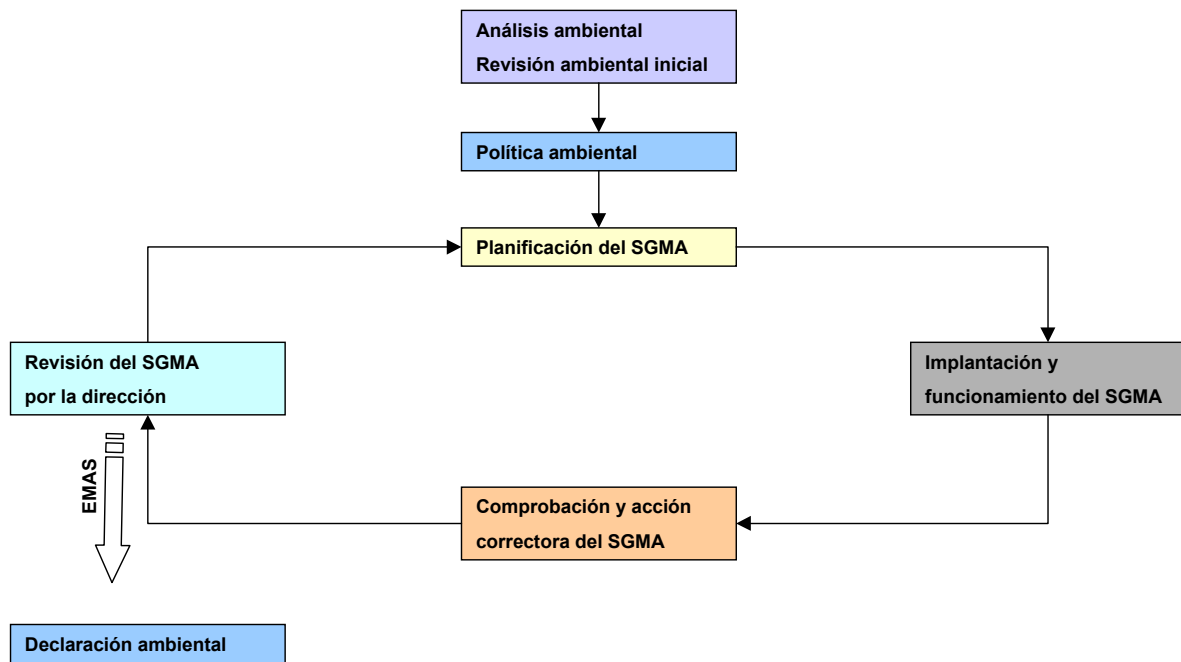 Análisis ambiental
Revisión ambiental inicial
Política ambiental
Planificación del SGMA
Revisión del SGMA
por la dirección
Implantación y
funcionamiento del SGMA
EMAS
Comprobación y acción
correctora del SGMA
Declaración ambiental